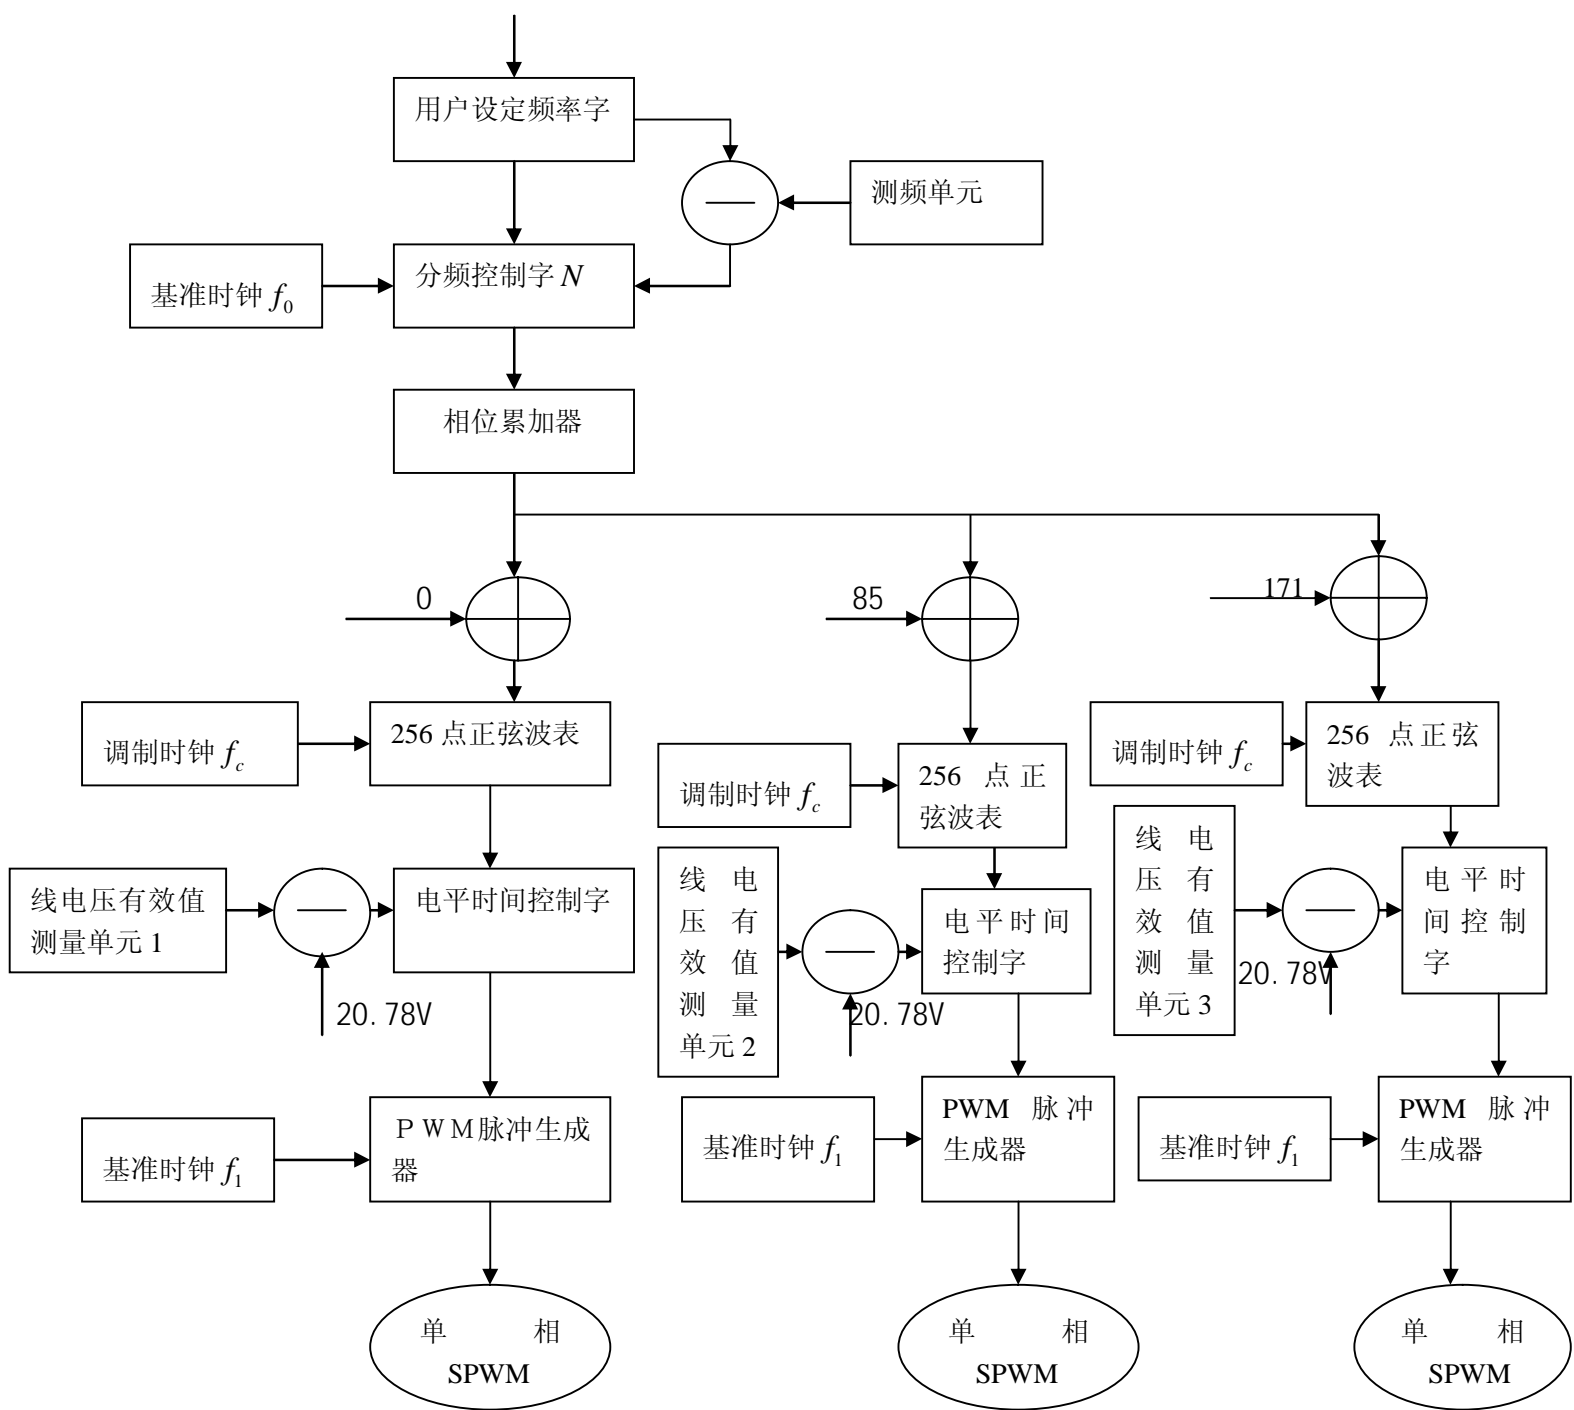 用户设定频率字
测频单元
分频控制字 N
基准时钟 f0
相位累加器
0
85
171
256 点正弦波表
调制时钟 fc
256 点正
弦波表
调制时钟 fc
256 点正弦
波表
调制时钟 fc
线电压有效值
测量单元 1
电平时间控制字
20.78V
线电
压有
效值
测量
单元 2
电平时间
控制字
20.78V
线电
压有
效值
测量
单元 3
电平时
间控制
字
20.78V
ＰＷＭ脉冲生成
器
基准时钟 f1
PWM 脉冲
生成器
基准时钟 f1
PWM 脉冲
生成器
基准时钟 f1
单相
SPWM
单相
SPWM
单相
SPWM